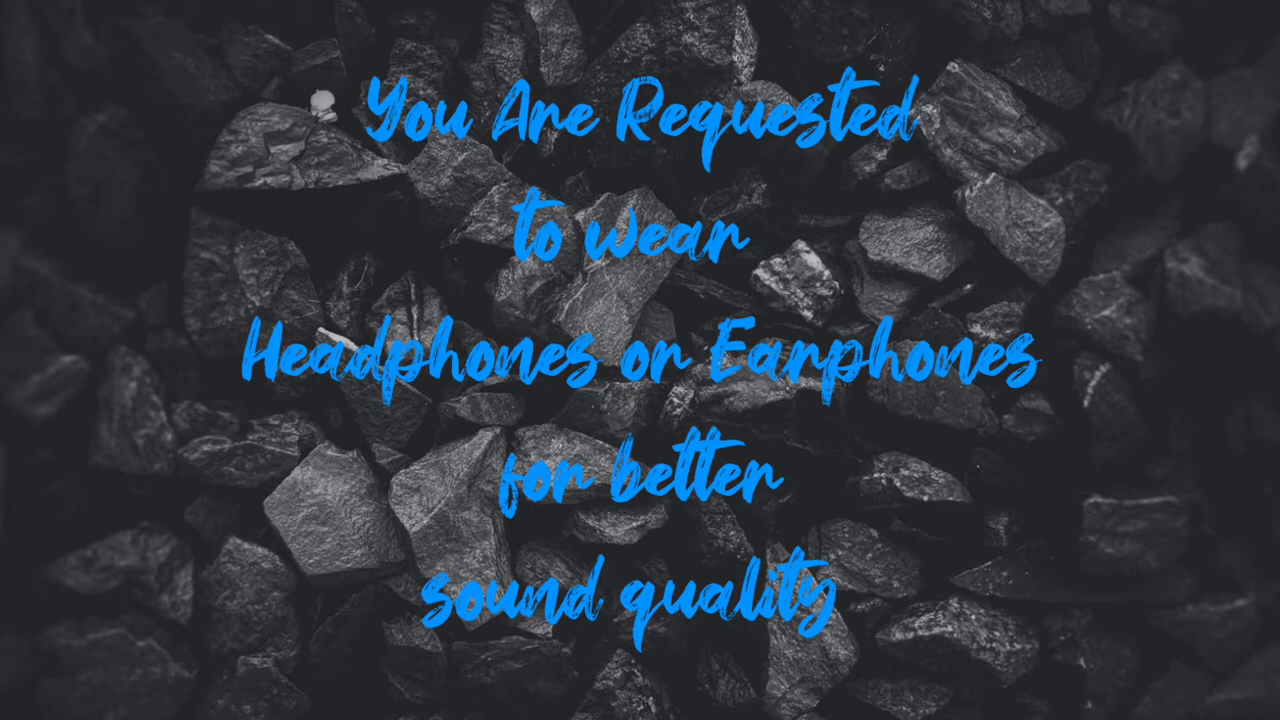 You Are Requested
to wear
Headphones or Earphones
for better
sound quality